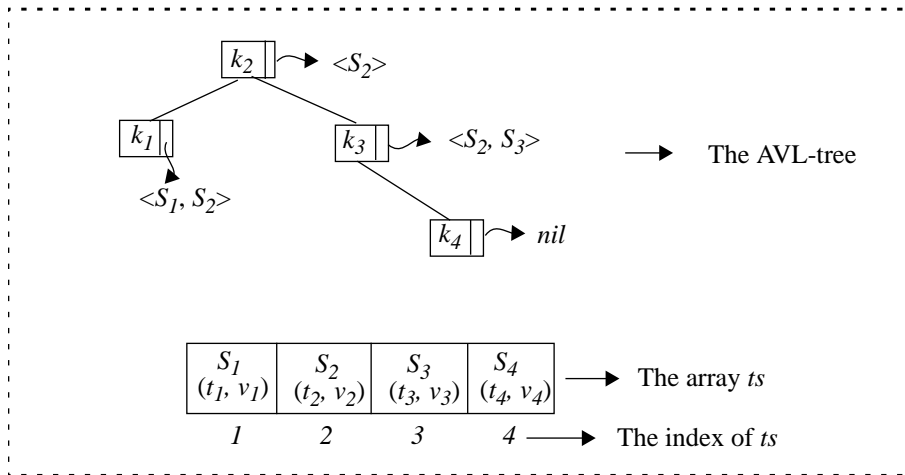 k2 <S2>
k1 k3 <S2, S3> The AVL-tree
<S1, S2>
k4 nil
S1 S2 S3 S4
(t1, v1) (t2, v2) (t3, v3) (t4, v4) The array ts
1 2 3 4 The index of ts